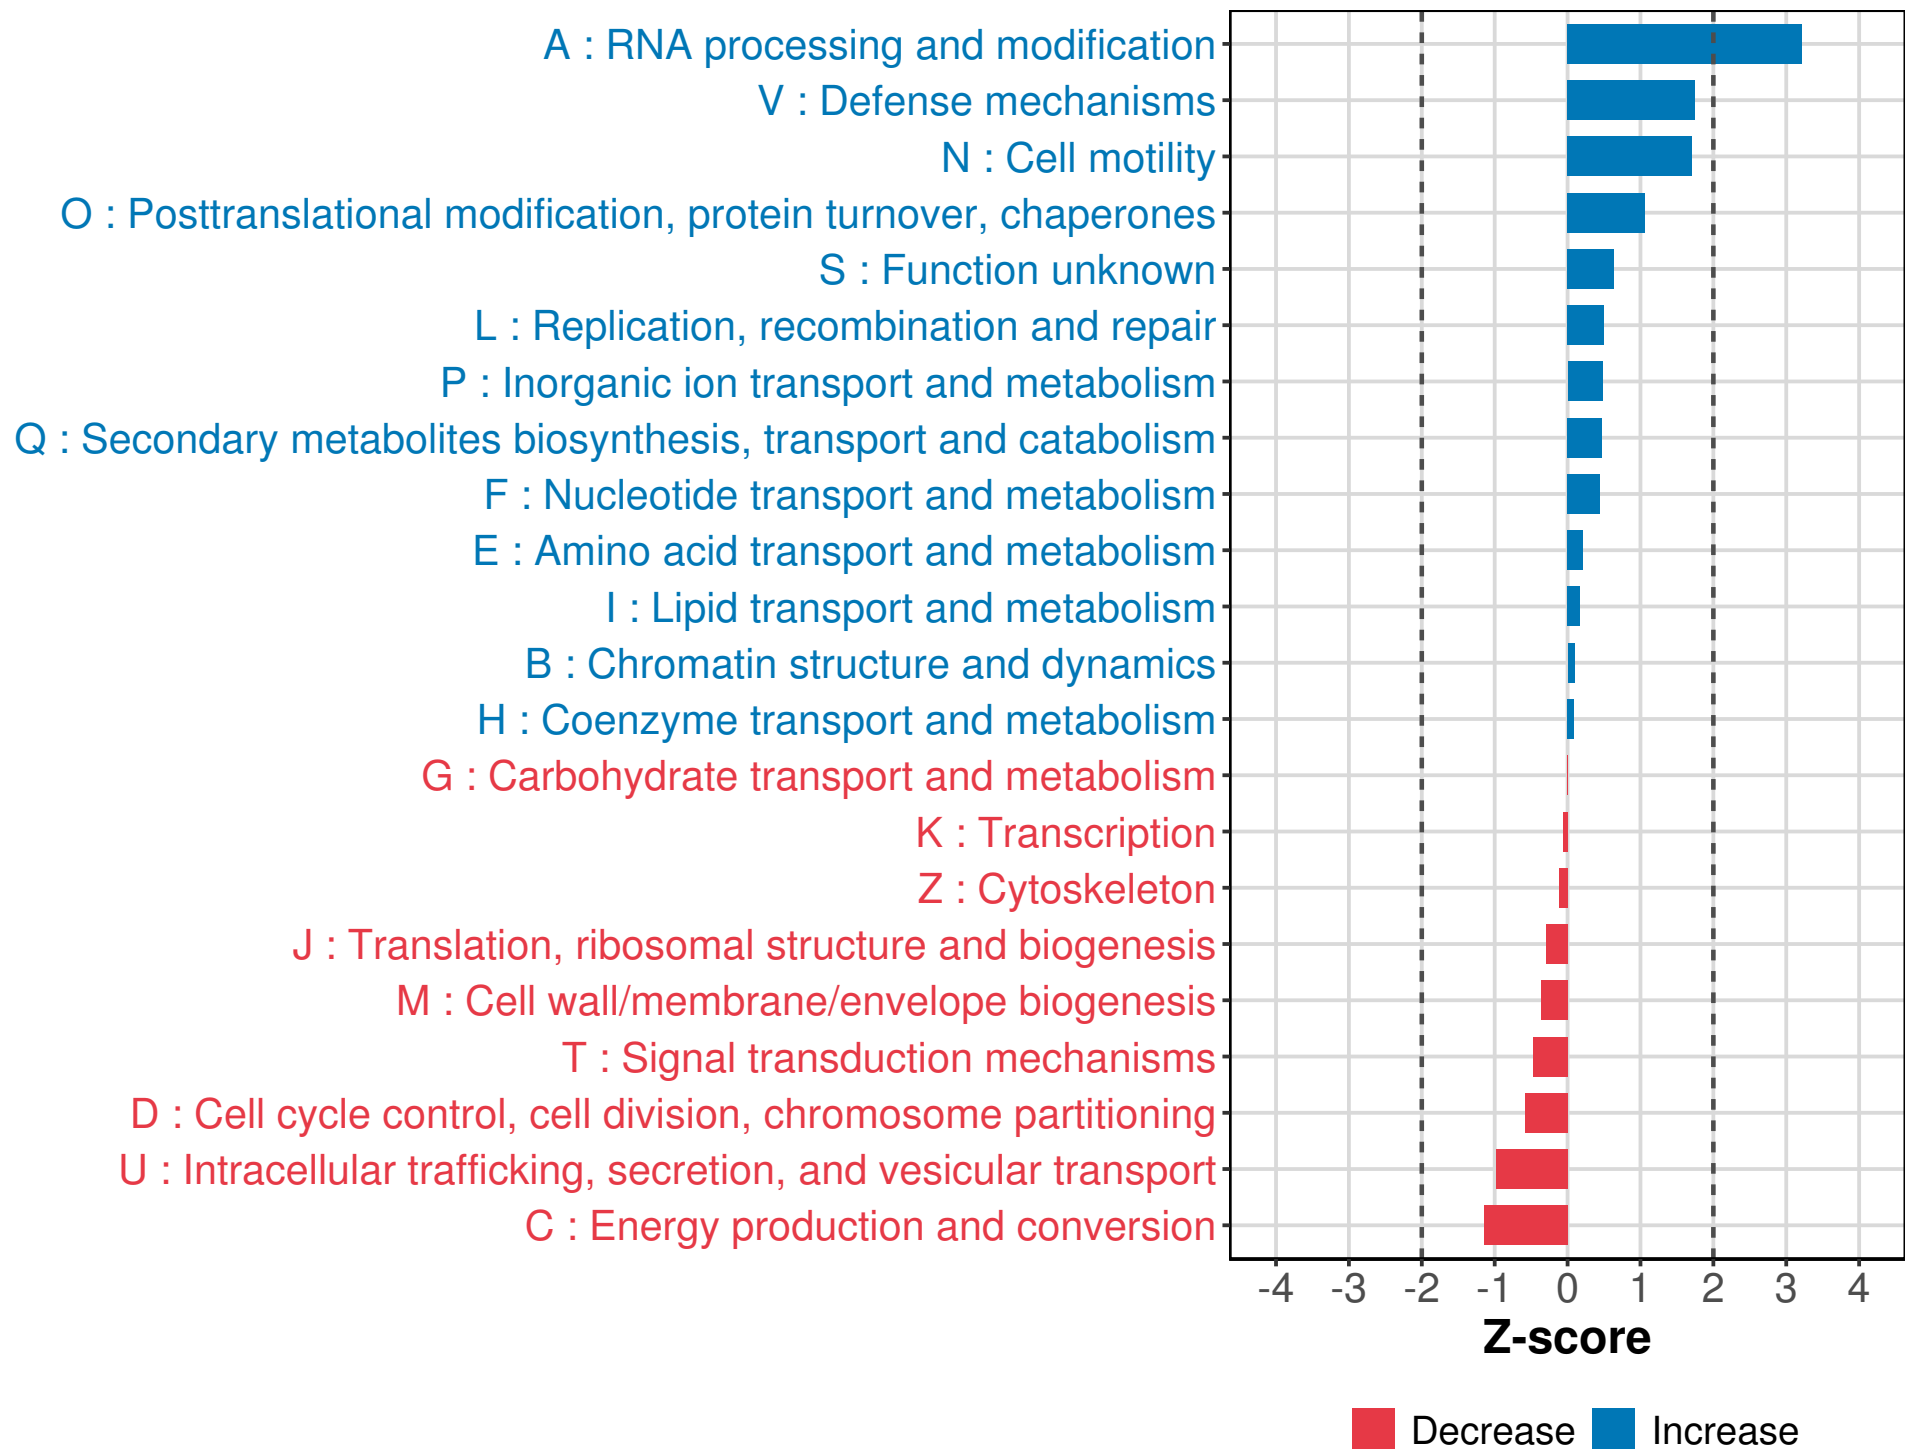 A : RNA processing and modification
V : Defense mechanisms
N : Cell motility
O : Posttranslational modification, protein turnover, chaperones
S : Function unknown
L : Replication, recombination and repair
P : Inorganic ion transport and metabolism
Q : Secondary metabolites biosynthesis, transport and catabolism
F : Nucleotide transport and metabolism
E : Amino acid transport and metabolism
I : Lipid transport and metabolism
B : Chromatin structure and dynamics
H : Coenzyme transport and metabolism
G : Carbohydrate transport and metabolism
K : Transcription
Z : Cytoskeleton
J : Translation, ribosomal structure and biogenesis
M : Cell wall/membrane/envelope biogenesis
T : Signal transduction mechanisms
D : Cell cycle control, cell division, chromosome partitioning
U : Intracellular trafficking, secretion, and vesicular transport
C : Energy production and conversion
-4 -3 -2 -1 0 1 2 3 4
Z-score
Decrease Increase